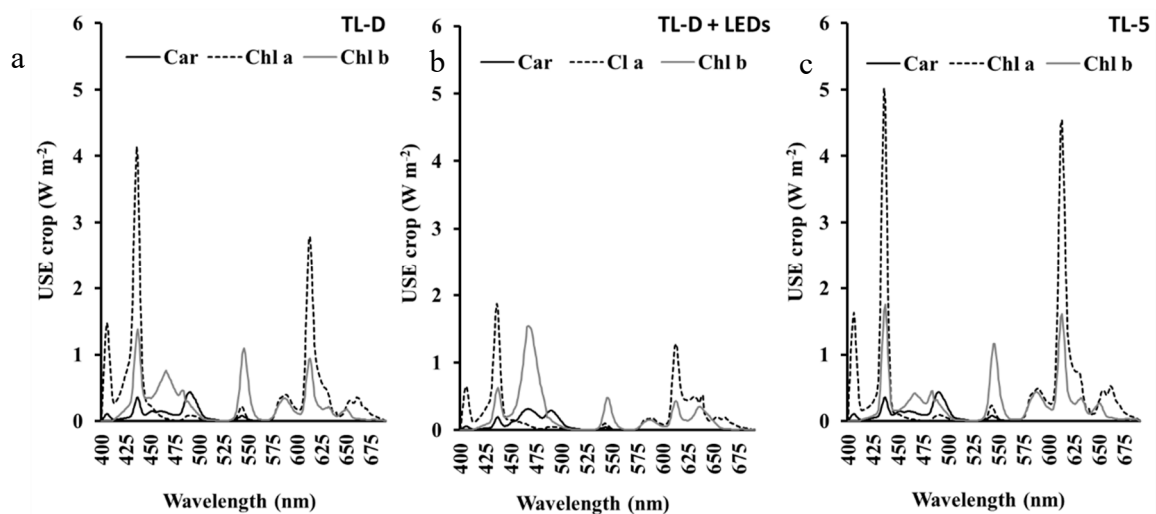 a
TL-D
Car Chl a Chl b
USE crop (W m-2)
6
5
4
3
2
1
0
400 425 450 475 500 525 550 575 600 625 650 675
Wavelength (nm)
b
TL-D + LEDs
Car Cl a Chl b
USE crop (W m-2)
6
5
4
3
2
1
0
400 425 450 475 500 525 550 575 600 625 650 675
Wavelength (nm)
c
TL-5
Car Chl a Chl b
USE crop (W m-2)
6
5
4
3
2
1
0
400 425 450 475 500 525 550 575 600 625 650 675
Wavelength (nm)